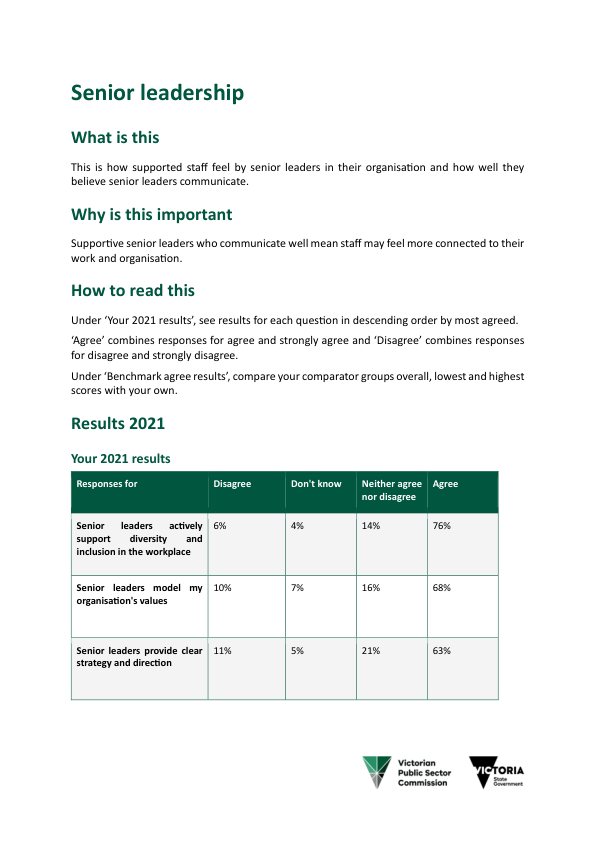 Senior leadership
What is this
This is how supported staff feel by senior leaders in their organisation and how well they
believe senior leaders communicate.
Why is this important
Supportive senior leaders who communicate well mean staff may feel more connected to their
work and organisation.
How to read this
Under ‘Your 2021 results’, see results for each question in descending order by most agreed.
‘Agree’ combines responses for agree and strongly agree and ‘Disagree’ combines responses
for disagree and strongly disagree.
Under ‘Benchmark agree results’, compare your comparator groups overall, lowest and highest
scores with your own.
Results 2021
Your 2021 results
Responses for Disagree Don't know Neither agree Agree
nor disagree
Senior leaders actively 6% 4% 14% 76%
support diversity and
inclusion in the workplace
Senior leaders model my 10% 7% 16% 68%
organisation's values
Senior leaders provide clear 11% 5% 21% 63%
strategy and direction
Victorian
Public Sector
Commission
VICTORIA
State
Government